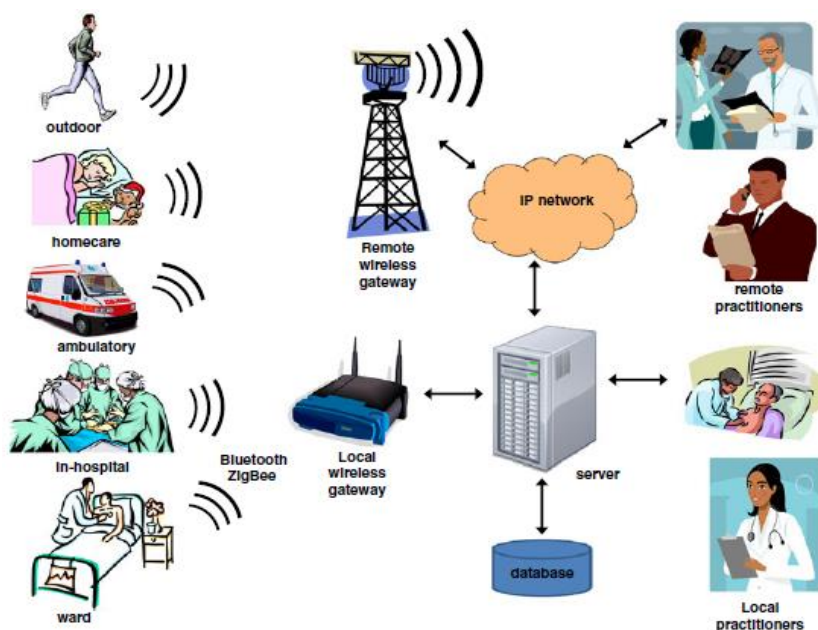 outdoor
homecare
ambulatory
in-hospital
ward
Bluetooth
ZigBee
Remote
wireless
gateway
Local
wireless
gateway
IP network
server
database
remote
practitioners
Local
practitioners